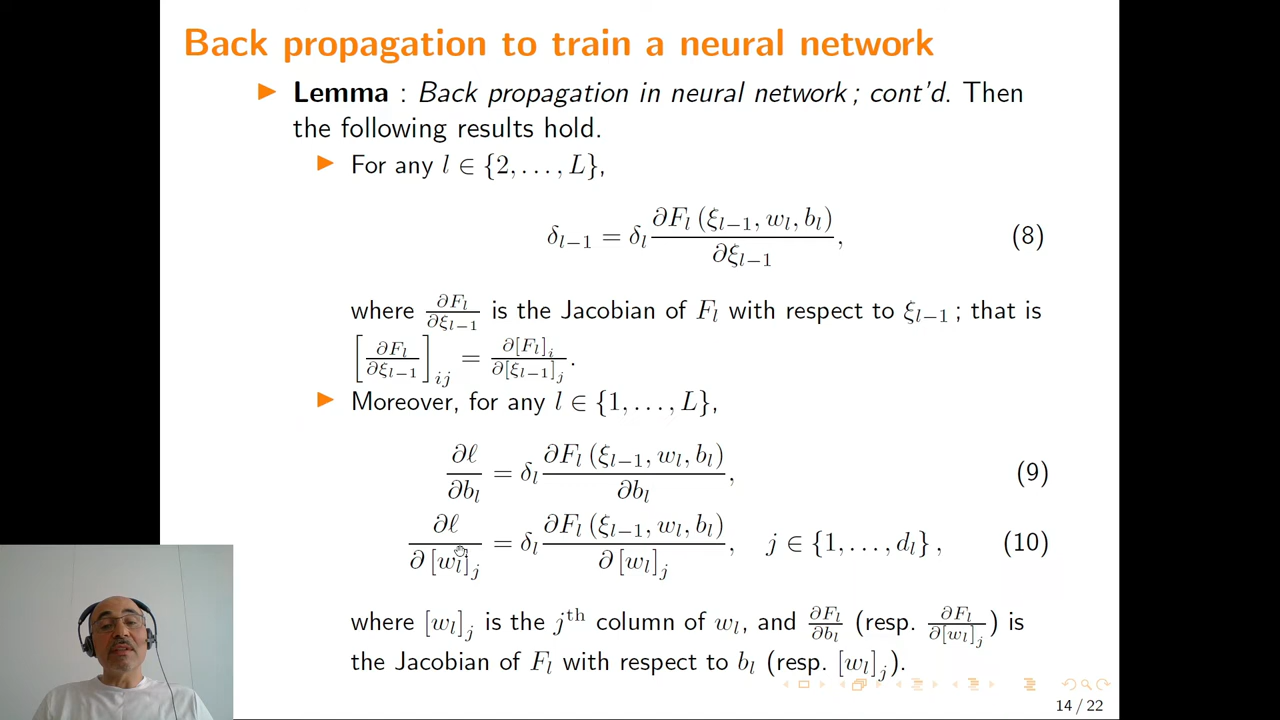 Back propagation to train a neural network
Lemma : Back propagation in neural network ; cont'd. Then
the following results hold.
For any l ∈ {2, . . . , L},
δ_{l−1} = δ_l ∂F_l (ξ_{l−1}, w_l, b_l) / ∂ξ_{l−1} , (8)
where ∂F_l / ∂ξ_{l−1} is the Jacobian of F_l with respect to ξ_{l−1} ; that is
[∂F_l / ∂ξ_{l−1}]_{ij} = ∂[F_l]_i / ∂[ξ_{l−1}]_j .
Moreover, for any l ∈ {1, . . . , L},
∂ℓ / ∂b_l = δ_l ∂F_l (ξ_{l−1}, w_l, b_l) / ∂b_l , (9)
∂ℓ / ∂[w_l]_j = δ_l ∂F_l (ξ_{l−1}, w_l, b_l) / ∂[w_l]_j , j ∈ {1, . . . , d_l} , (10)
where [w_l]_j is the j^th column of w_l, and ∂F_l / ∂b_l (resp. ∂F_l / ∂[w_l]_j) is
the Jacobian of F_l with respect to b_l (resp. [w_l]_j).
14 / 22